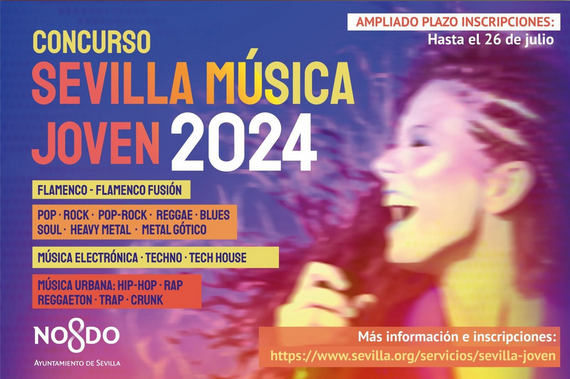 CONCURSO
SEVILLA MÚSICA
JOVEN 2024
AMPLIADO PLAZO INSCRIPCIONES:
Hasta el 26 de julio
FLAMENCO - FLAMENCO FUSIÓN
POP · ROCK · POP-ROCK · REGGAE · BLUES
SOUL · HEAVY METAL · METAL GÓTICO
MÚSICA ELECTRÓNICA · TECHNO · TECH HOUSE
MÚSICA URBANA: HIP-HOP · RAP
REGGAETON · TRAP · CRUNK
NO8DO
AYUNTAMIENTO DE SEVILLA
Más información e inscripciones:
https://www.sevilla.org/servicios/sevilla-joven